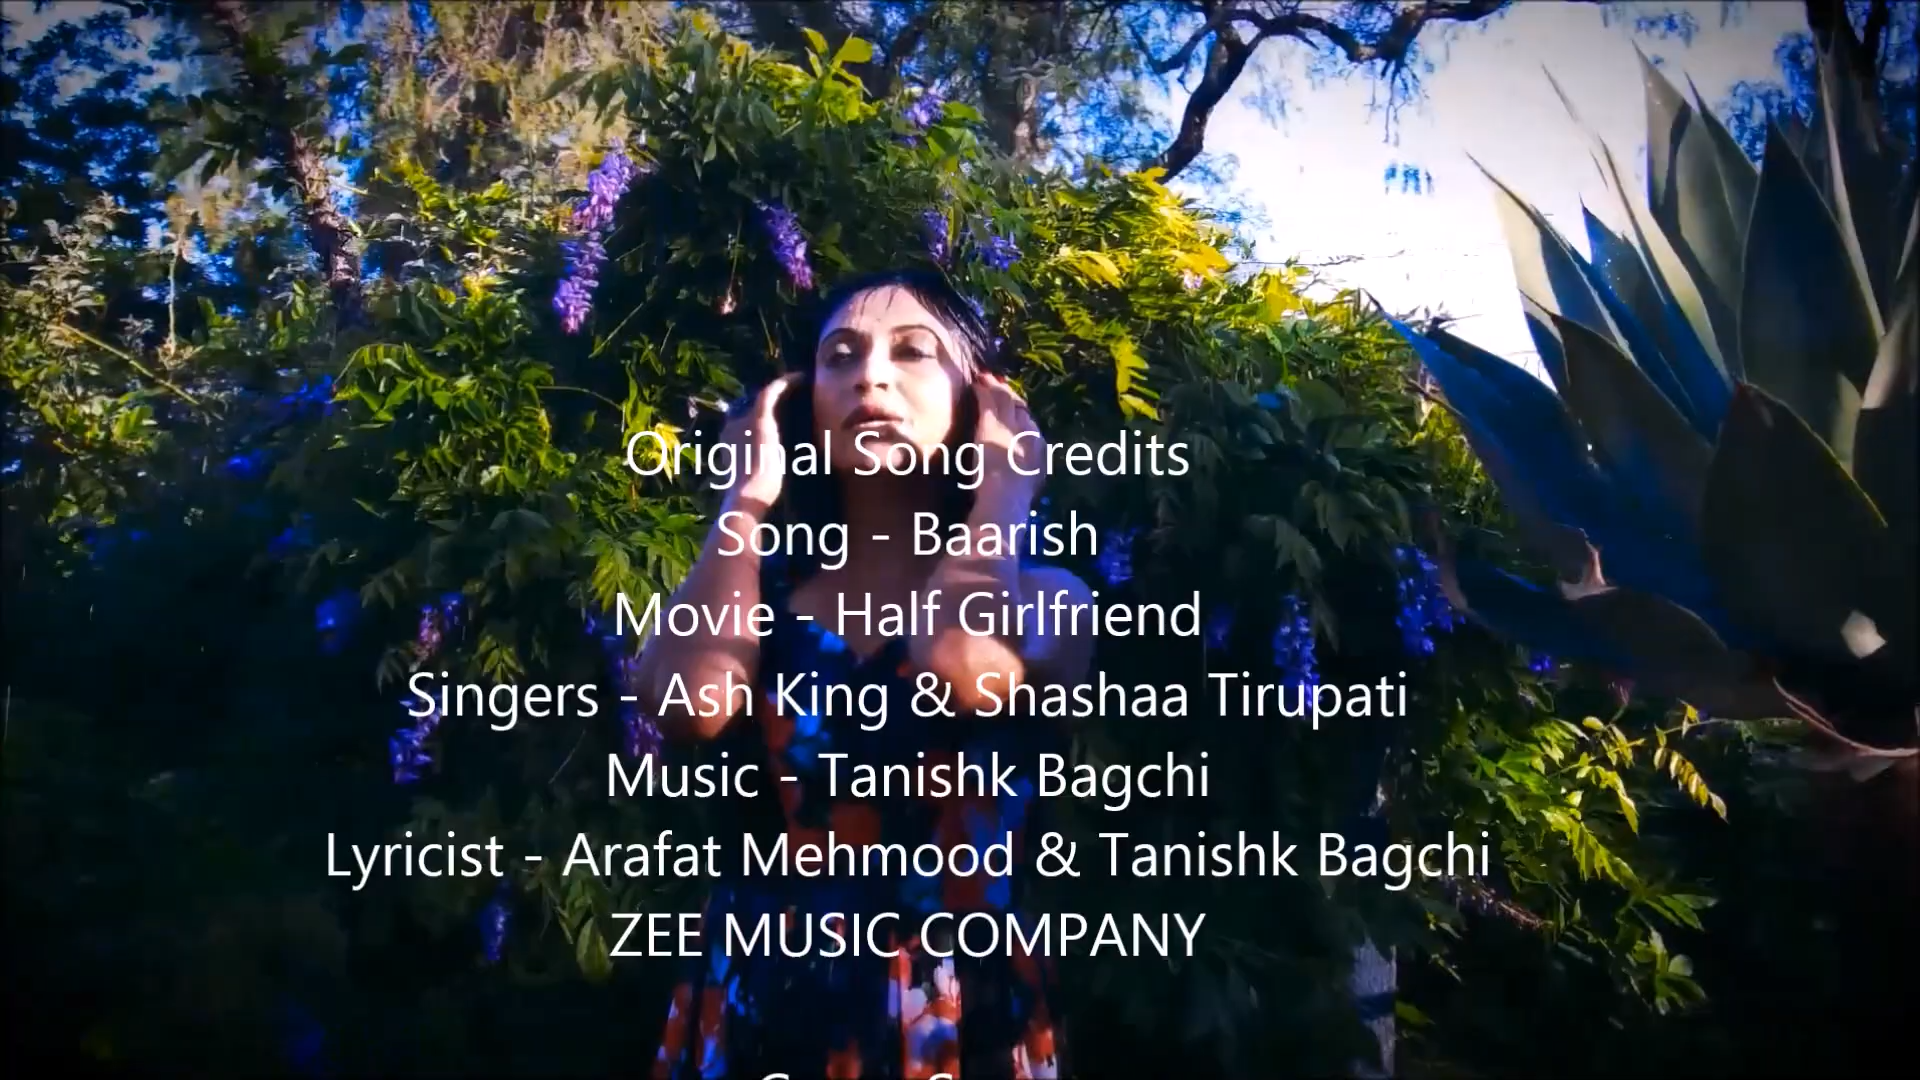 Original Song Credits
Song - Baarish
Movie - Half Girlfriend
Singers - Ash King & Shashaa Tirupati
Music - Tanishk Bagchi
Lyricist - Arafat Mehmood & Tanishk Bagchi
ZEE MUSIC COMPANY